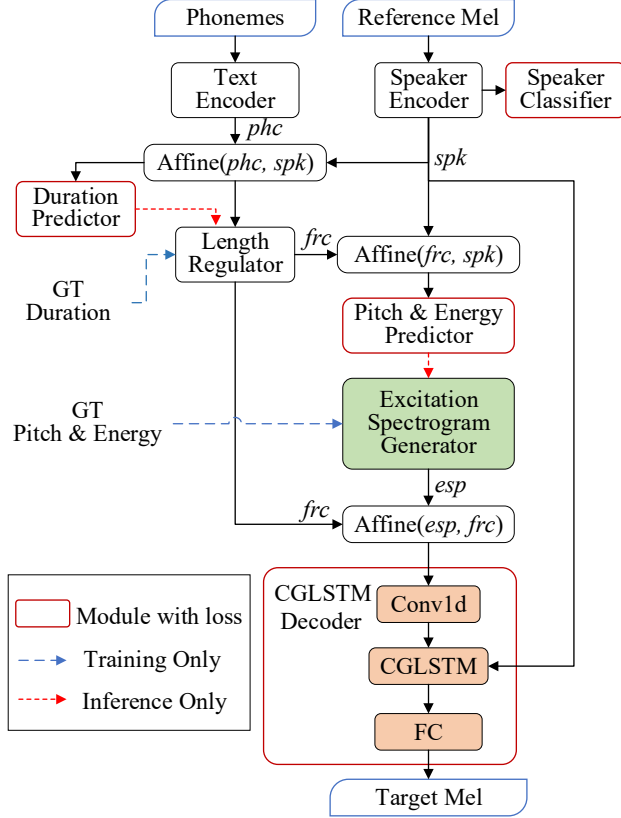 Phonemes
Reference Mel
Text
Encoder
Speaker
Encoder
Speaker
Classifier
phc
spk
Affine(phc, spk)
Duration
Predictor
Length
Regulator
frc
Affine(frc, spk)
GT
Duration
Pitch & Energy
Predictor
GT
Pitch & Energy
Excitation
Spectrogram
Generator
esp
frc
Affine(esp, frc)
CGLSTM
Decoder
Conv1d
CGLSTM
FC
Target Mel
Module with loss
Training Only
Inference Only